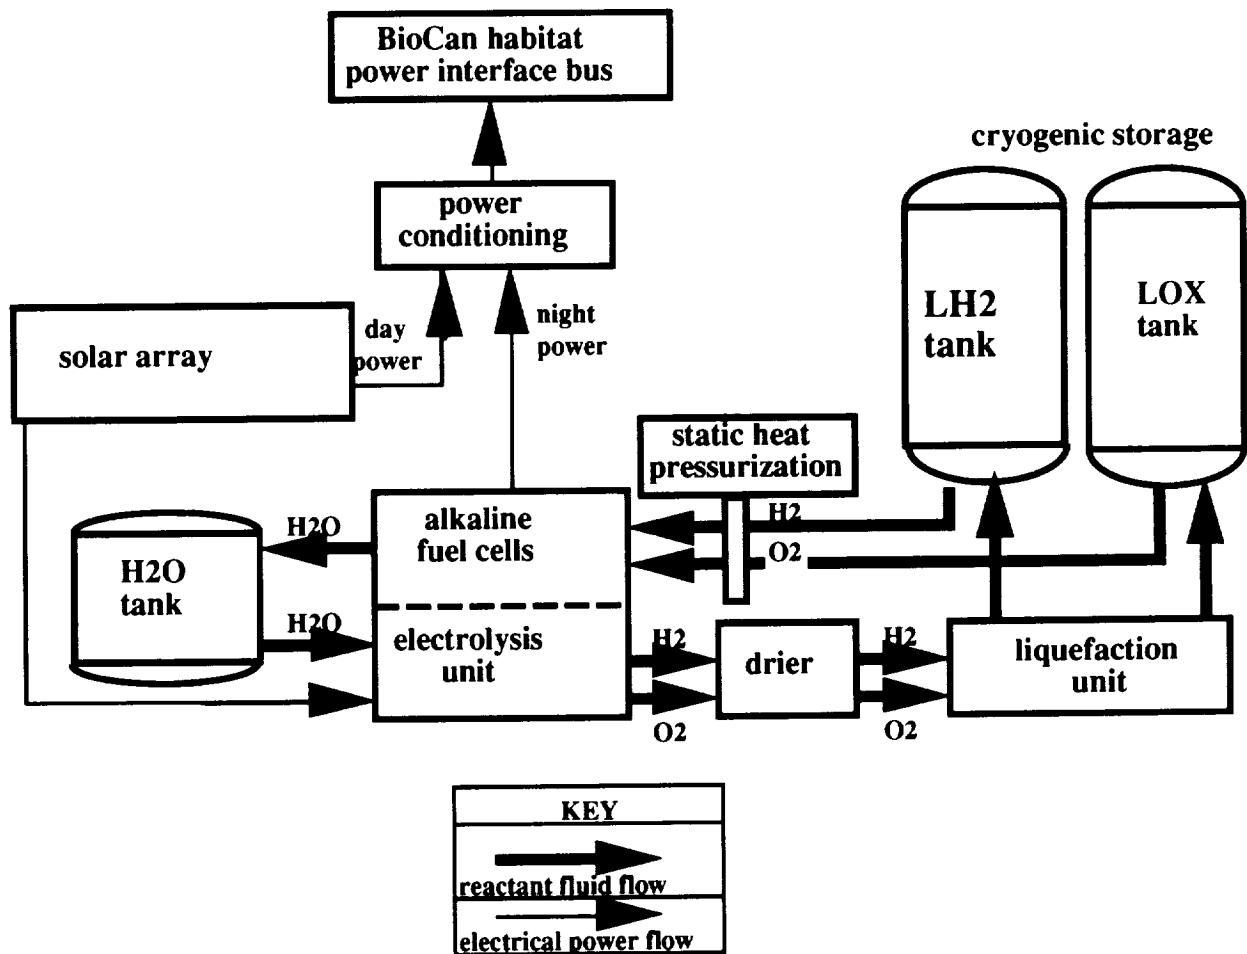 BioCan habitat
power interface bus
cryogenic storage
power
conditioning
LH2
tank
LOX
tank
solar array
day
power
night
power
static heat
pressurization
H2O
tank
H2O
H2O
alkaline
fuel cells
electrolysis
unit
H2
O2
H2
O2
drier
H2
O2
liquefaction
unit
KEY
reactant fluid flow
electrical power flow